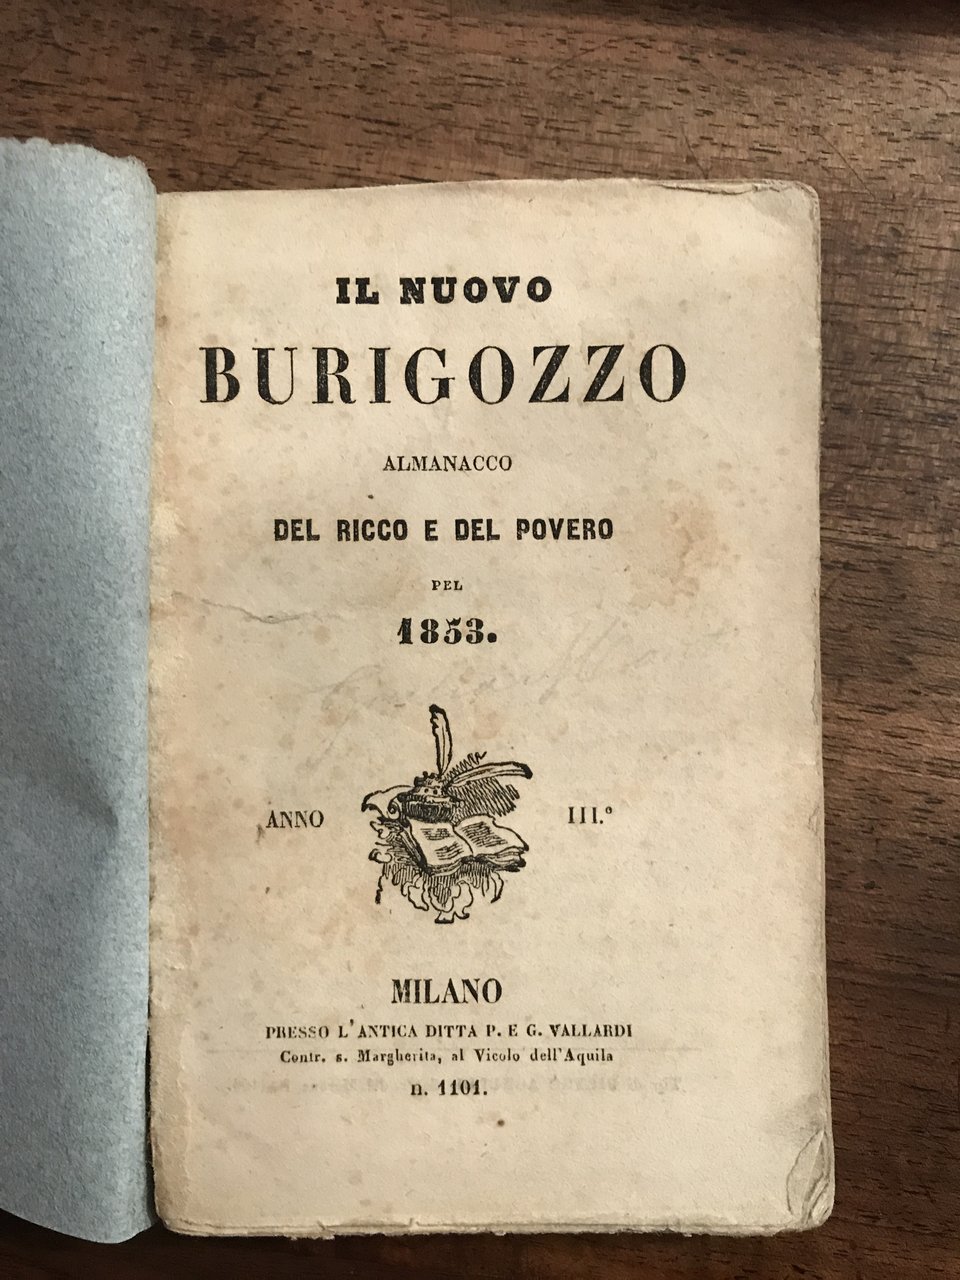 IL NUOVO
BURIGOZZO
ALMANACCO
DEL RICCO E DEL POVERO
PEL
1853.
ANNO III.º
MILANO
PRESSO L'ANTICA DITTA P. E G. VALLARDI
Contr. s. Margherita, al Vicolo dell'Aquila
n. 1101.